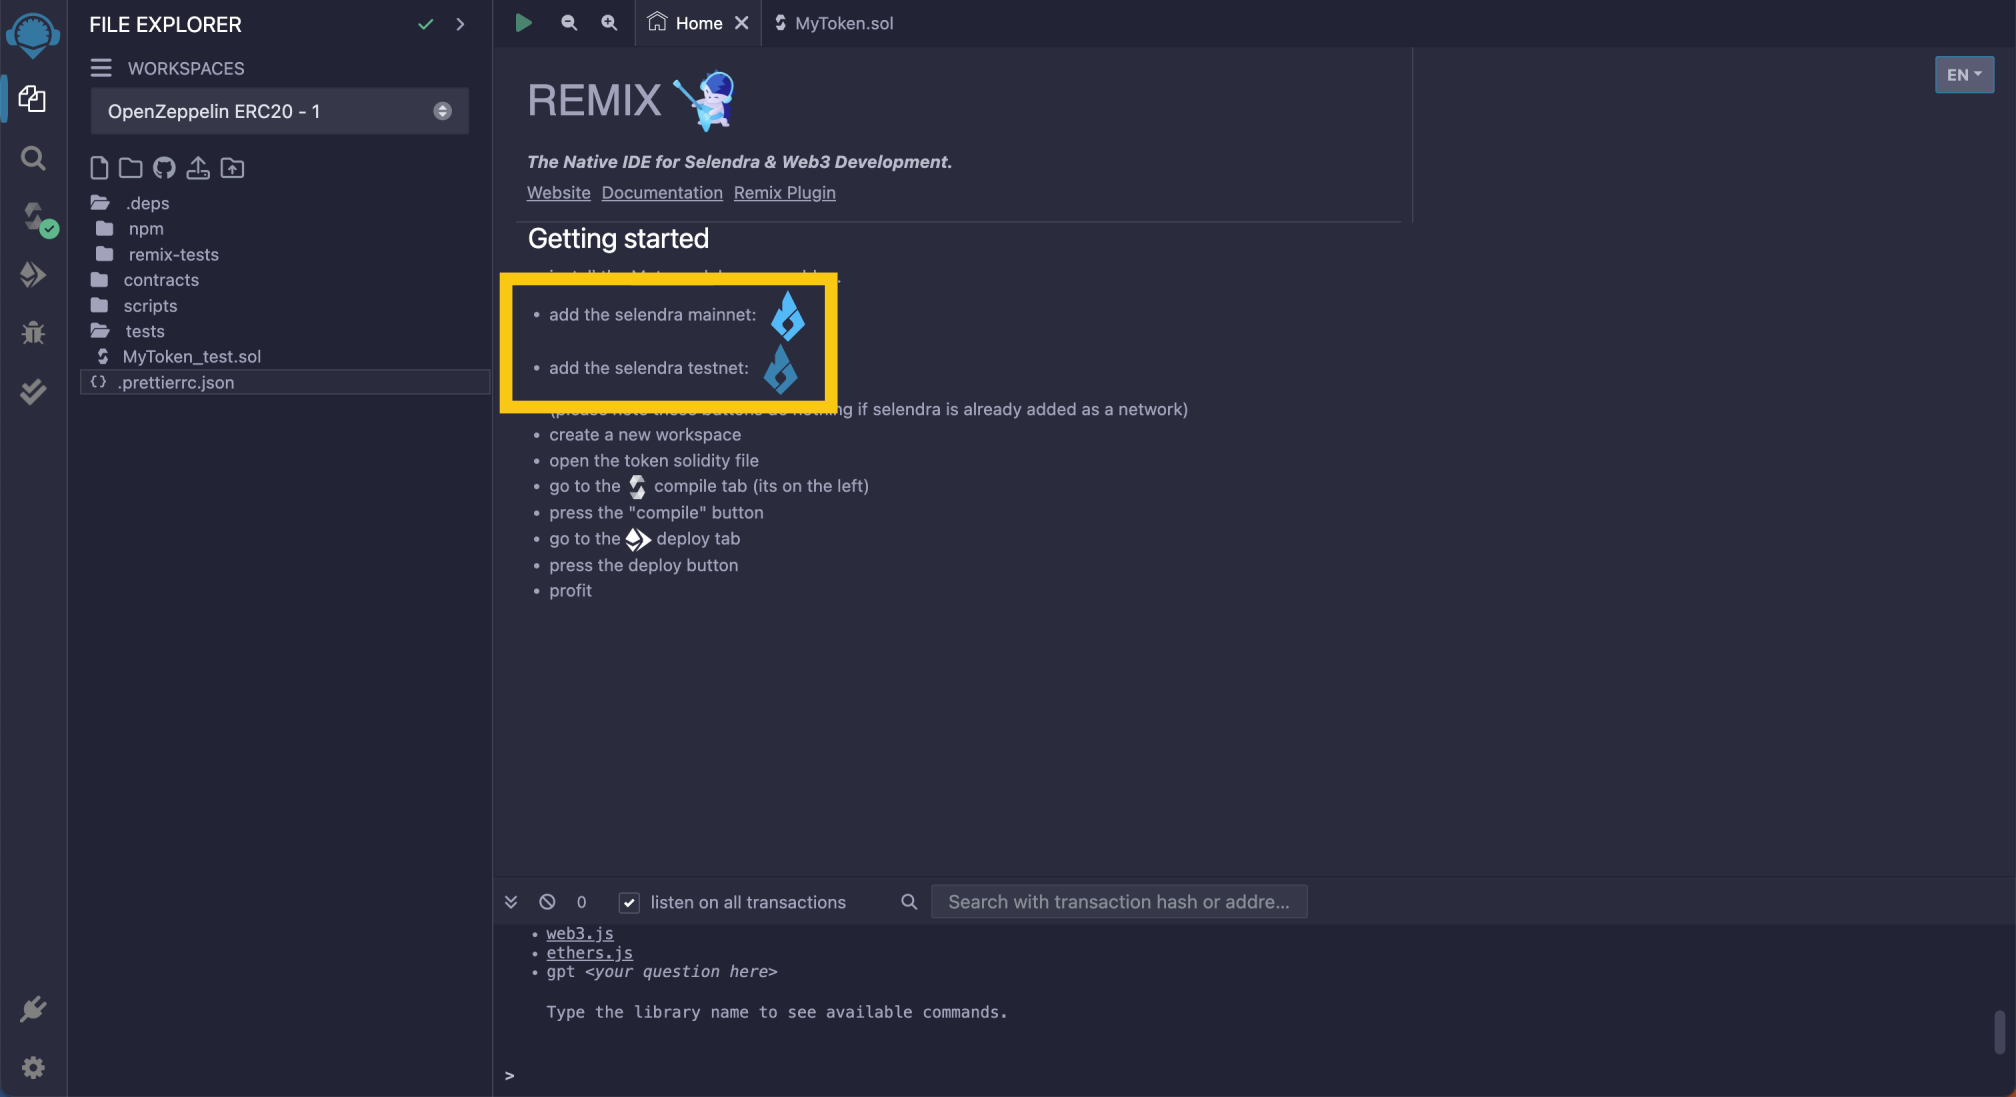 FILE EXPLORER
WORKSPACES
OpenZeppelin ERC20 - 1
.deps
npm
remix-tests
contracts
scripts
tests
MyToken_test.sol
{} .prettierrc.json
Home
MyToken.sol
EN
REMIX
The Native IDE for Selendra & Web3 Development.
Website Documentation Remix Plugin
Getting started
• add the selendra mainnet:
• add the selendra testnet:
if selendra is already added as a network)
• create a new workspace
• open the token solidity file
• go to the compile tab (its on the left)
• press the "compile" button
• go to the deploy tab
• press the deploy button
• profit
0 listen on all transactions Search with transaction hash or addre...
• web3.js
• ethers.js
• gpt <your question here>
Type the library name to see available commands.
>